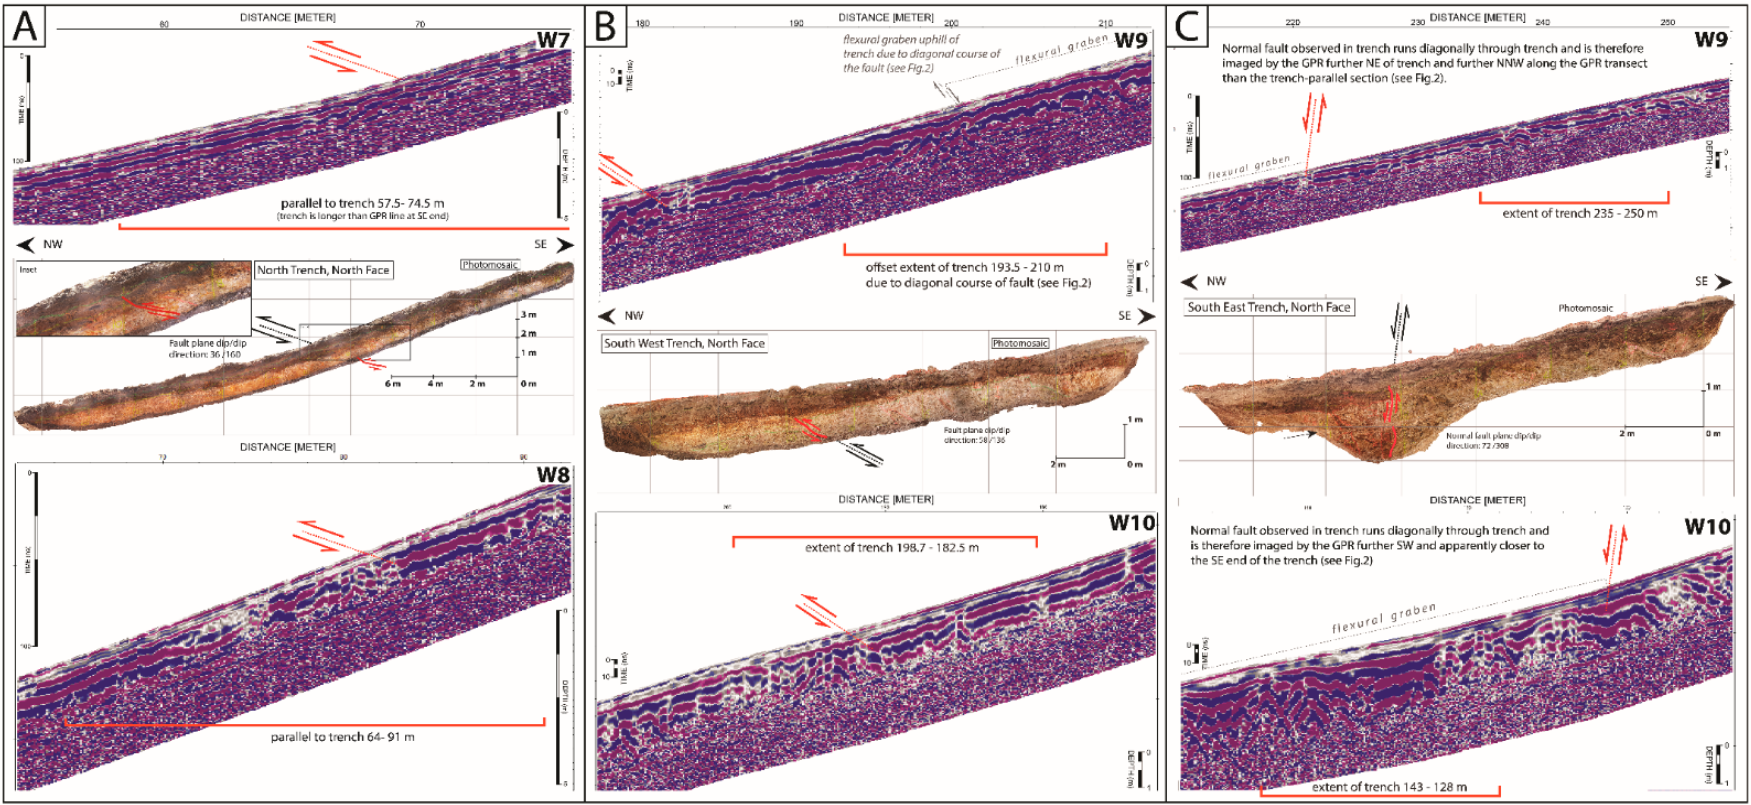 A
DISTANCE [METER]
60
70
W7
0
TIME (ns)
100
0
DEPTH (m)
5
parallel to trench 57.5- 74.5 m
(trench is longer than GPR line at SE end)
NW
SE
Inset
North Trench, North Face
Photomosaic
Fault plane dip/dip
direction: 36 /160
3 m
2 m
1 m
0 m
6 m
4 m
2 m
DISTANCE [METER]
70
80
90
W8
0
0
DEPTH (m)
5
parallel to trench 64- 91 m
B
DISTANCE [METER]
180
190
200
210
W9
flexural graben uphill of
trench due to diagonal course of
the fault (see Fig.2)
flexural graben
0
10
TIME (ns)
offset extent of trench 193.5 - 210 m
due to diagonal course of fault (see Fig.2)
0
1
DEPTH (m)
NW
SE
South West Trench, North Face
Photomosaic
Fault plane dip/dip
direction: 58 /136
1 m
2 m
0 m
DISTANCE [METER]
W10
extent of trench 198.7 - 182.5 m
0
10
TIME (ns)
0
1
DEPTH (m)
C
DISTANCE [METER]
220
230
240
250
W9
Normal fault observed in trench runs diagonally through trench and is therefore
imaged by the GPR further NE of trench and further NNW along the GPR transect
than the trench-parallel section (see Fig.2).
0
TIME (ns)
100
flexural graben
0
1
DEPTH (m)
extent of trench 235 - 250 m
NW
SE
South East Trench, North Face
Photomosaic
1 m
Normal fault plane dip/dip
direction: 72 /308
2 m
0 m
DISTANCE [METER]
W10
Normal fault observed in trench runs diagonally through trench and
is therefore imaged by the GPR further SW and apparently closer to
the SE end of the trench (see Fig.2)
flexural graben
0
10
TIME (ns)
0
1
DEPTH (m)
extent of trench 143 - 128 m